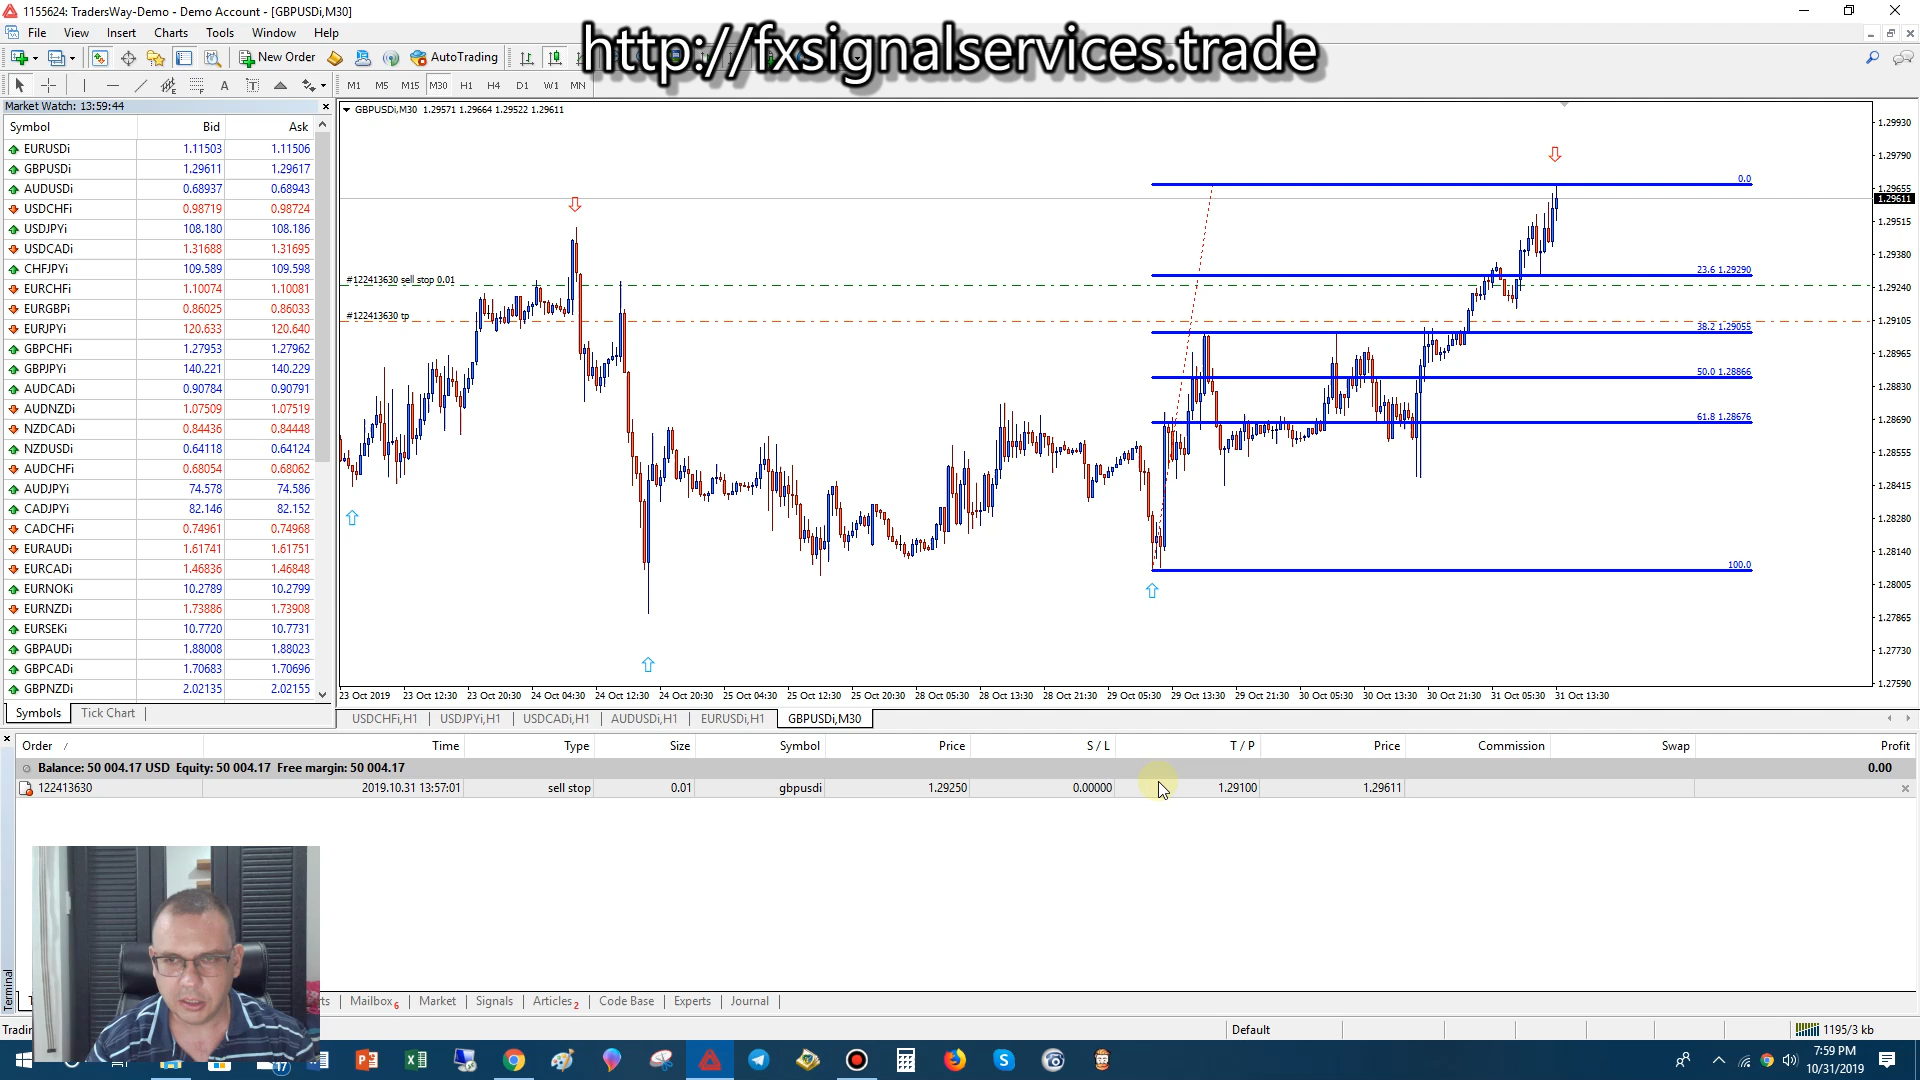 1155624: TradersWay-Demo - Demo Account - [GBPUSDi,M30]
File View Insert Charts Tools Window Help
http://fxsignalservices.trade
New Order AutoTrading
M1 M5 M15 M30 H1 H4 D1 W1 MN
Market Watch: 13:59:44
Symbol Bid Ask
EURUSDi 1.11503 1.11506
GBPUSDi 1.29611 1.29617
AUDUSDi 0.68937 0.68943
USDCHFi 0.98719 0.98724
USDJPYi 108.180 108.186
USDCADi 1.31688 1.31695
CHFJPYi 109.589 109.598
EURCHFi 1.10074 1.10081
EURGBPi 0.86025 0.86033
EURJPYi 120.633 120.640
GBPCHFi 1.27953 1.27962
GBPJPYi 140.221 140.229
AUDCADi 0.90784 0.90791
AUDNZDi 1.07509 1.07519
NZDCADi 0.84436 0.84448
NZDUSDi 0.64118 0.64124
AUDCHFi 0.68054 0.68062
AUDJPYi 74.578 74.586
CADJPYi 82.146 82.152
CADCHFi 0.74961 0.74968
EURAUDi 1.61741 1.61751
EURCADi 1.46836 1.46848
EURNOKi 10.2789 10.2799
EURNZDi 1.73886 1.73908
EURSEKi 10.7720 10.7731
GBPAUDi 1.88008 1.88023
GBPCADi 1.70683 1.70696
GBPNZDi 2.02135 2.02155
Symbols Tick Chart
GBPUSDi,M30 1.29571 1.29664 1.29522 1.29611
#122413630 sell stop 0.01
#122413630 tp
0.0
23.6 1.29290
38.2 1.29055
50.0 1.28866
61.8 1.28676
100.0
1.29930
1.29790
1.29655
1.29611
1.29515
1.29380
1.29240
1.29105
1.28965
1.28830
1.28690
1.28555
1.28415
1.28280
1.28140
1.28005
1.27865
1.27730
1.27590
23 Oct 2019 23 Oct 12:30 23 Oct 20:30 24 Oct 04:30 24 Oct 12:30 24 Oct 20:30 25 Oct 04:30 25 Oct 12:30 25 Oct 20:30 28 Oct 05:30 28 Oct 13:30 28 Oct 21:30 29 Oct 05:30 29 Oct 13:30 29 Oct 21:30 30 Oct 05:30 30 Oct 13:30 30 Oct 21:30 31 Oct 05:30 31 Oct 13:30
USDCHFi,H1 USDJPYi,H1 USDCADi,H1 AUDUSDi,H1 EURUSDi,H1 GBPUSDi,M30
Order / Time Type Size Symbol Price S / L T / P Price Commission Swap Profit
Balance: 50 004.17 USD Equity: 50 004.17 Free margin: 50 004.17 0.00
122413630 2019.10.31 13:57:01 sell stop 0.01 gbpusdi 1.29250 0.00000 1.29100 1.29611
Terminal
Mailbox 6 Market Signals Articles 2 Code Base Experts Journal
Default 1195/3 kb
17
7:59 PM
10/31/2019